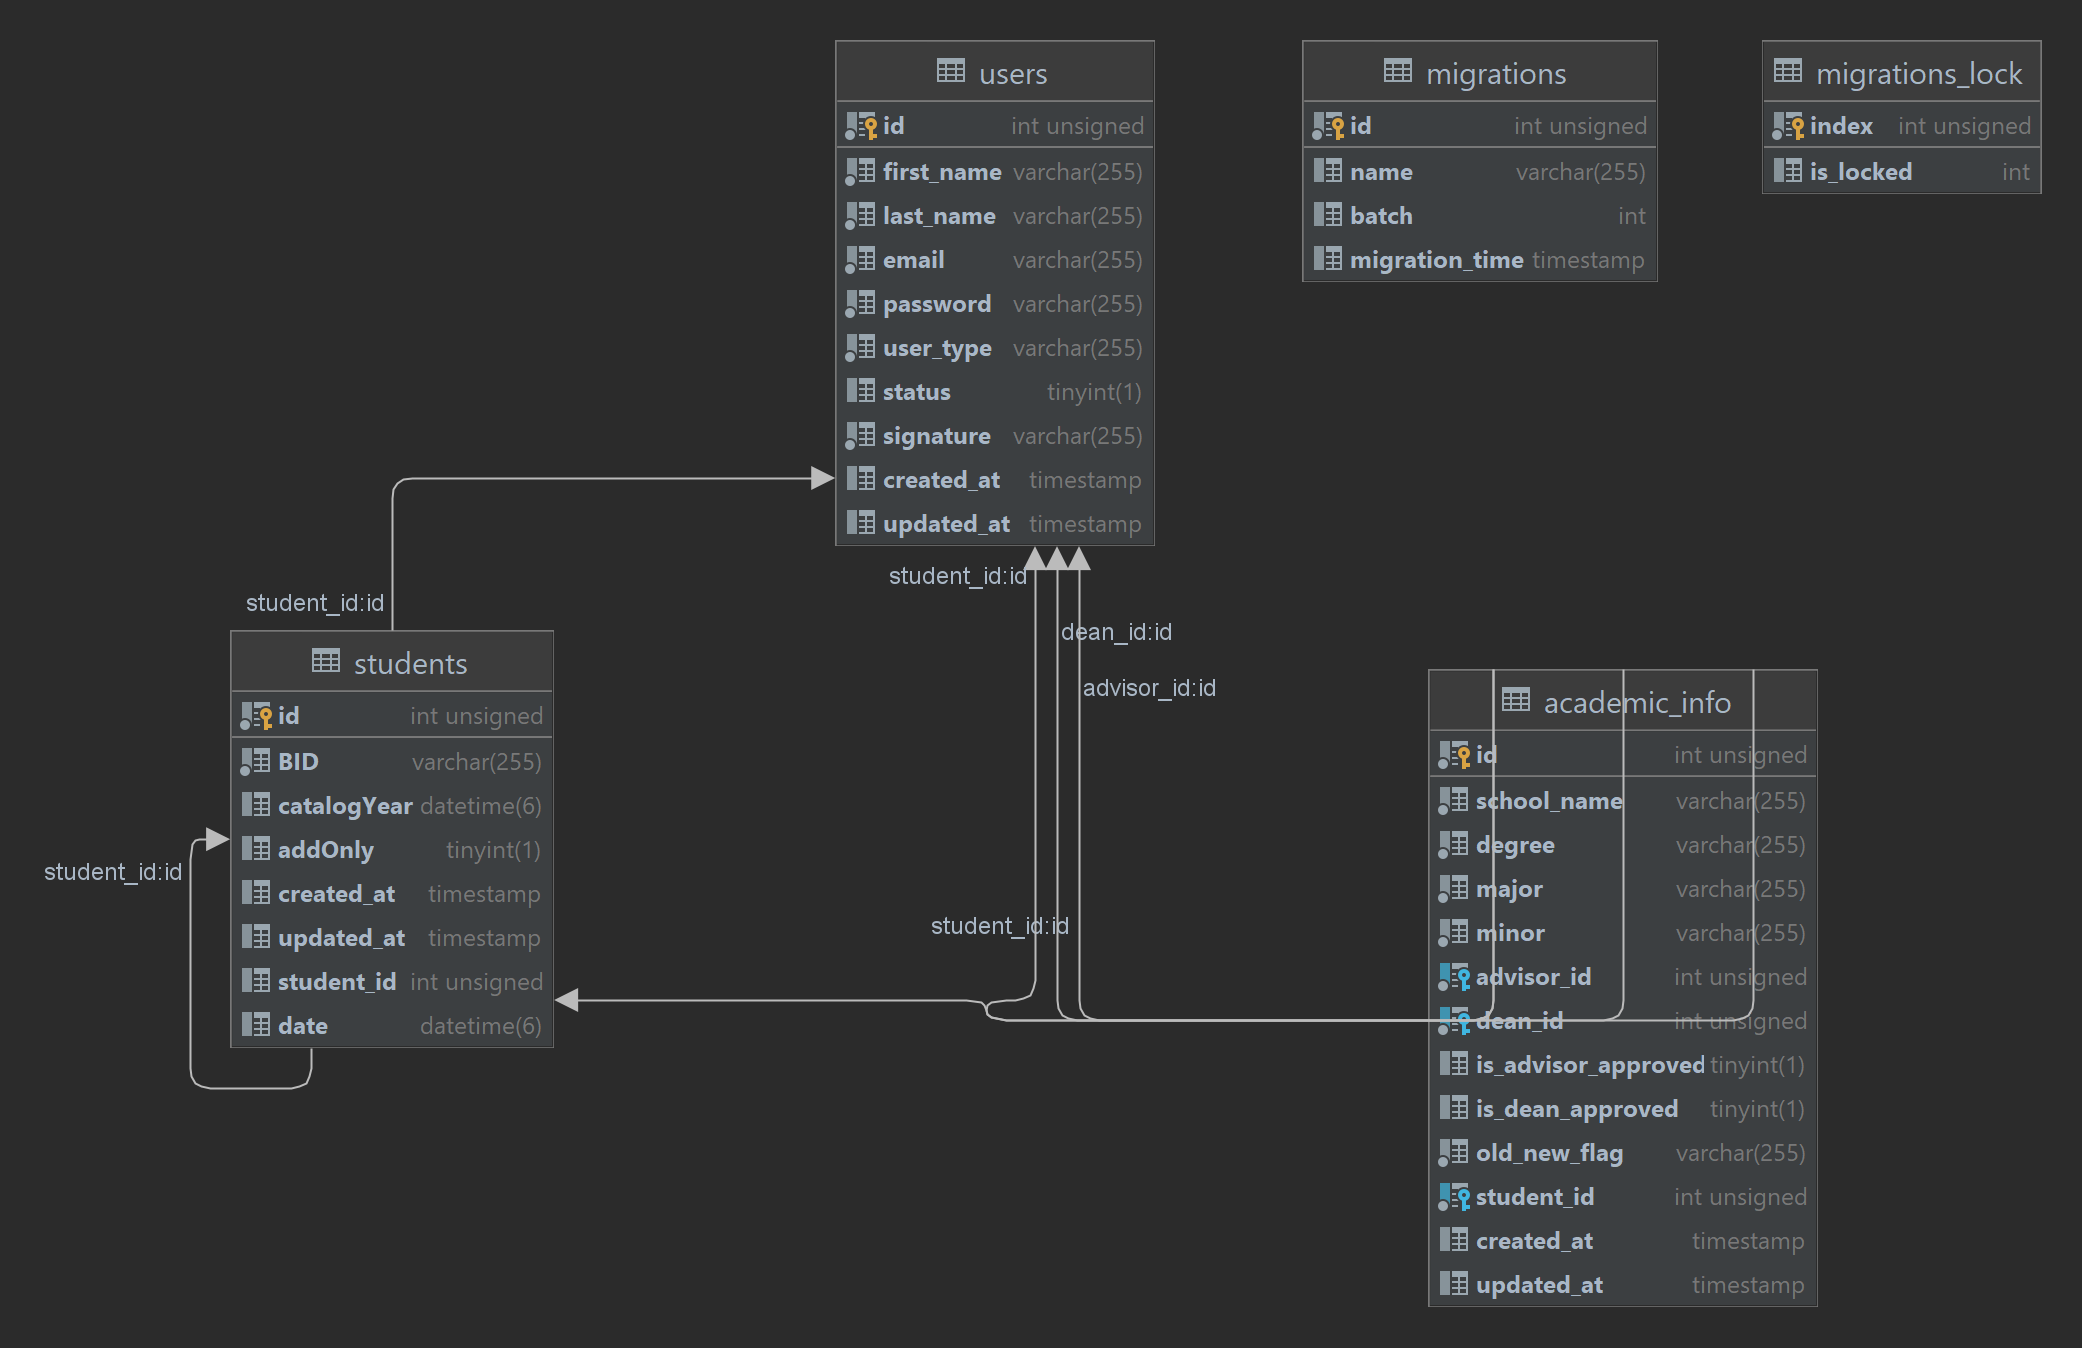 users
id int unsigned
first_name varchar(255)
last_name varchar(255)
email varchar(255)
password varchar(255)
user_type varchar(255)
status tinyint(1)
signature varchar(255)
created_at timestamp
updated_at timestamp
migrations
id int unsigned
name varchar(255)
batch int
migration_time timestamp
migrations_lock
index int unsigned
is_locked int
student_id:id
student_id:id
dean_id:id
advisor_id:id
students
id int unsigned
BID varchar(255)
catalogYear datetime(6)
addOnly tinyint(1)
created_at timestamp
updated_at timestamp
student_id int unsigned
date datetime(6)
student_id:id
student_id:id
academic_info
id int unsigned
school_name varchar(255)
degree varchar(255)
major varchar(255)
minor varchar(255)
advisor_id int unsigned
dean_id int unsigned
is_advisor_approved tinyint(1)
is_dean_approved tinyint(1)
old_new_flag varchar(255)
student_id int unsigned
created_at timestamp
updated_at timestamp